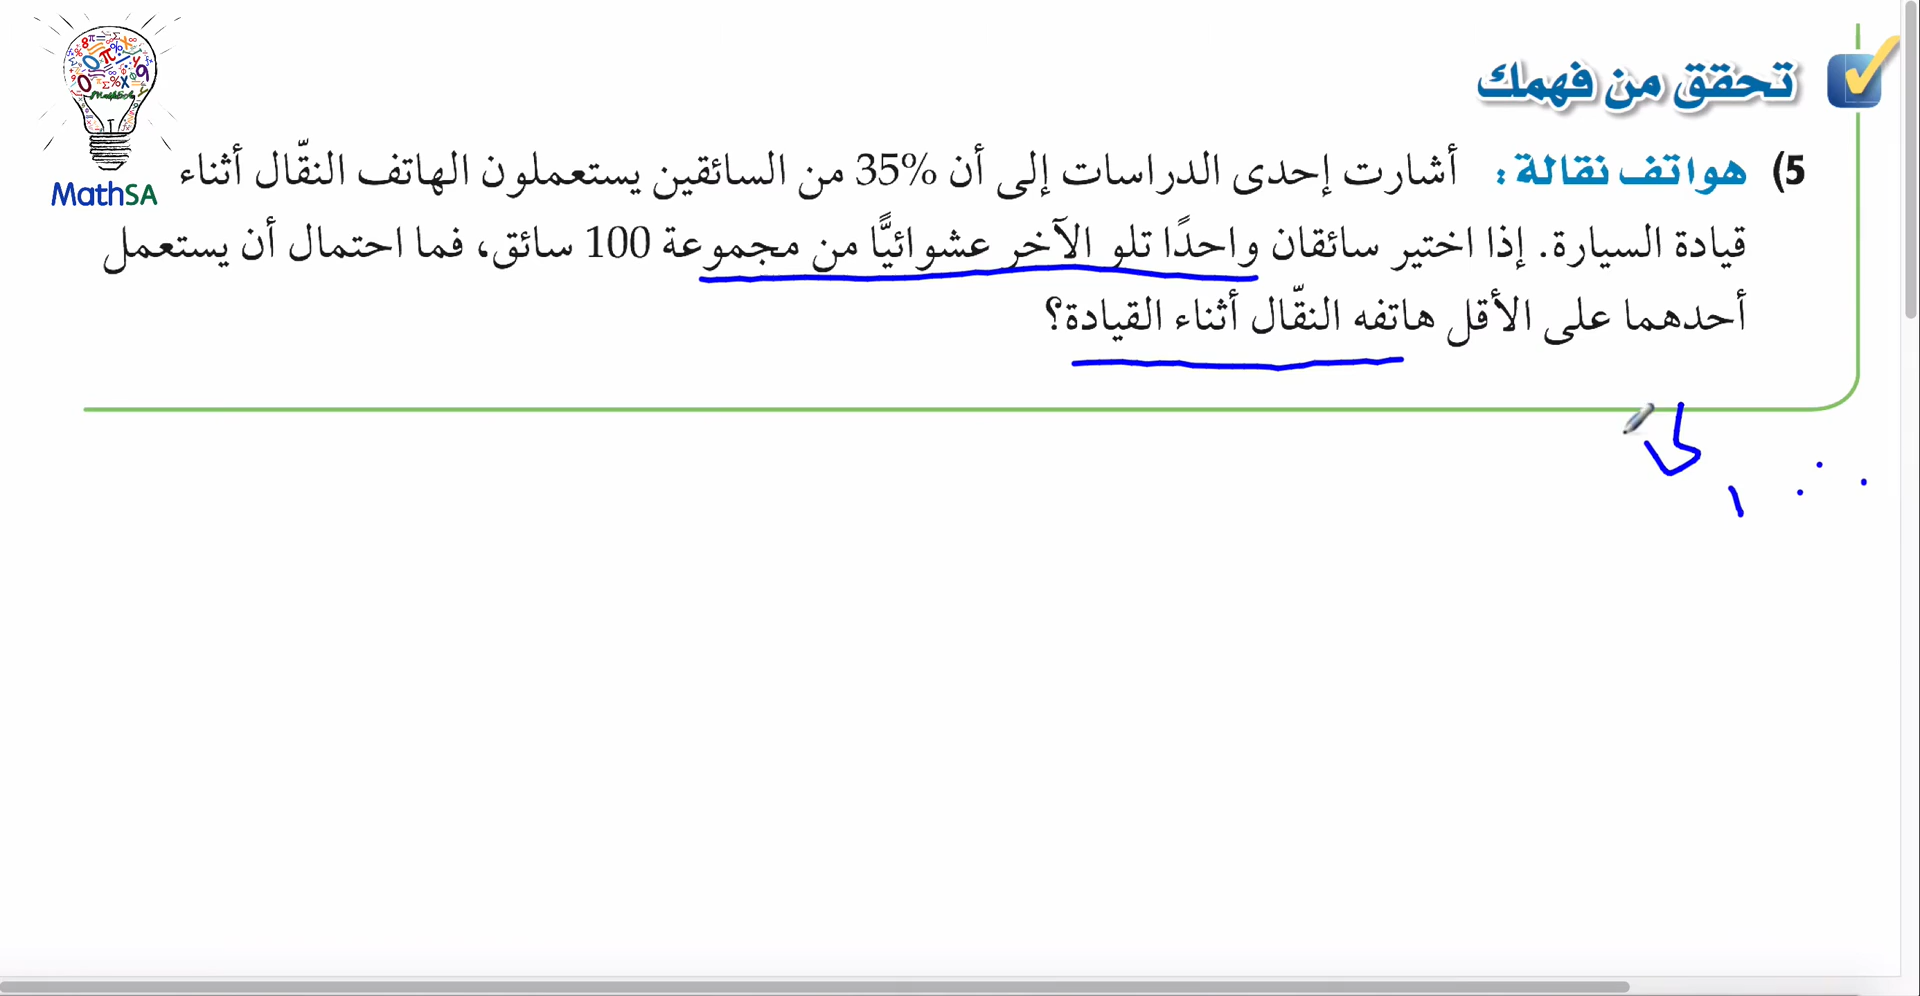 MathSA
تحقق من فهمك
5) هواتف نقالة: أشارت إحدى الدراسات إلى أن 35% من السائقين يستعملون الهاتف النقّال أثناء
قيادة السيارة. إذا اختير سائقان واحدًا تلو الآخر عشوائيًّا من مجموعة 100 سائق، فما احتمال أن يستعمل
أحدهما على الأقل هاتفه النقّال أثناء القيادة؟